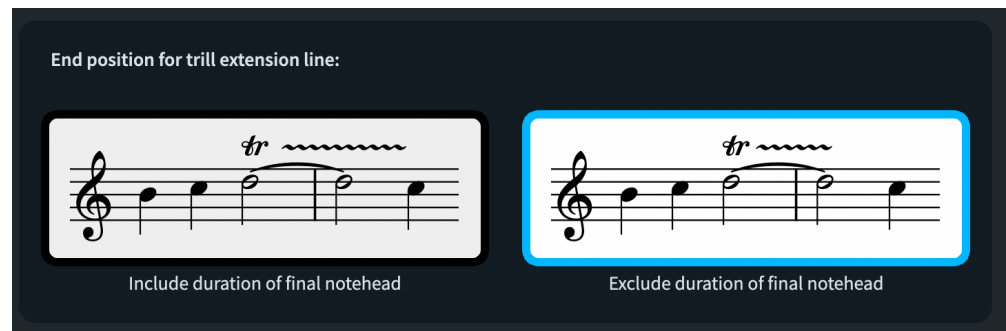 End position for trill extension line:
tr
tr
Include duration of final notehead
Exclude duration of final notehead